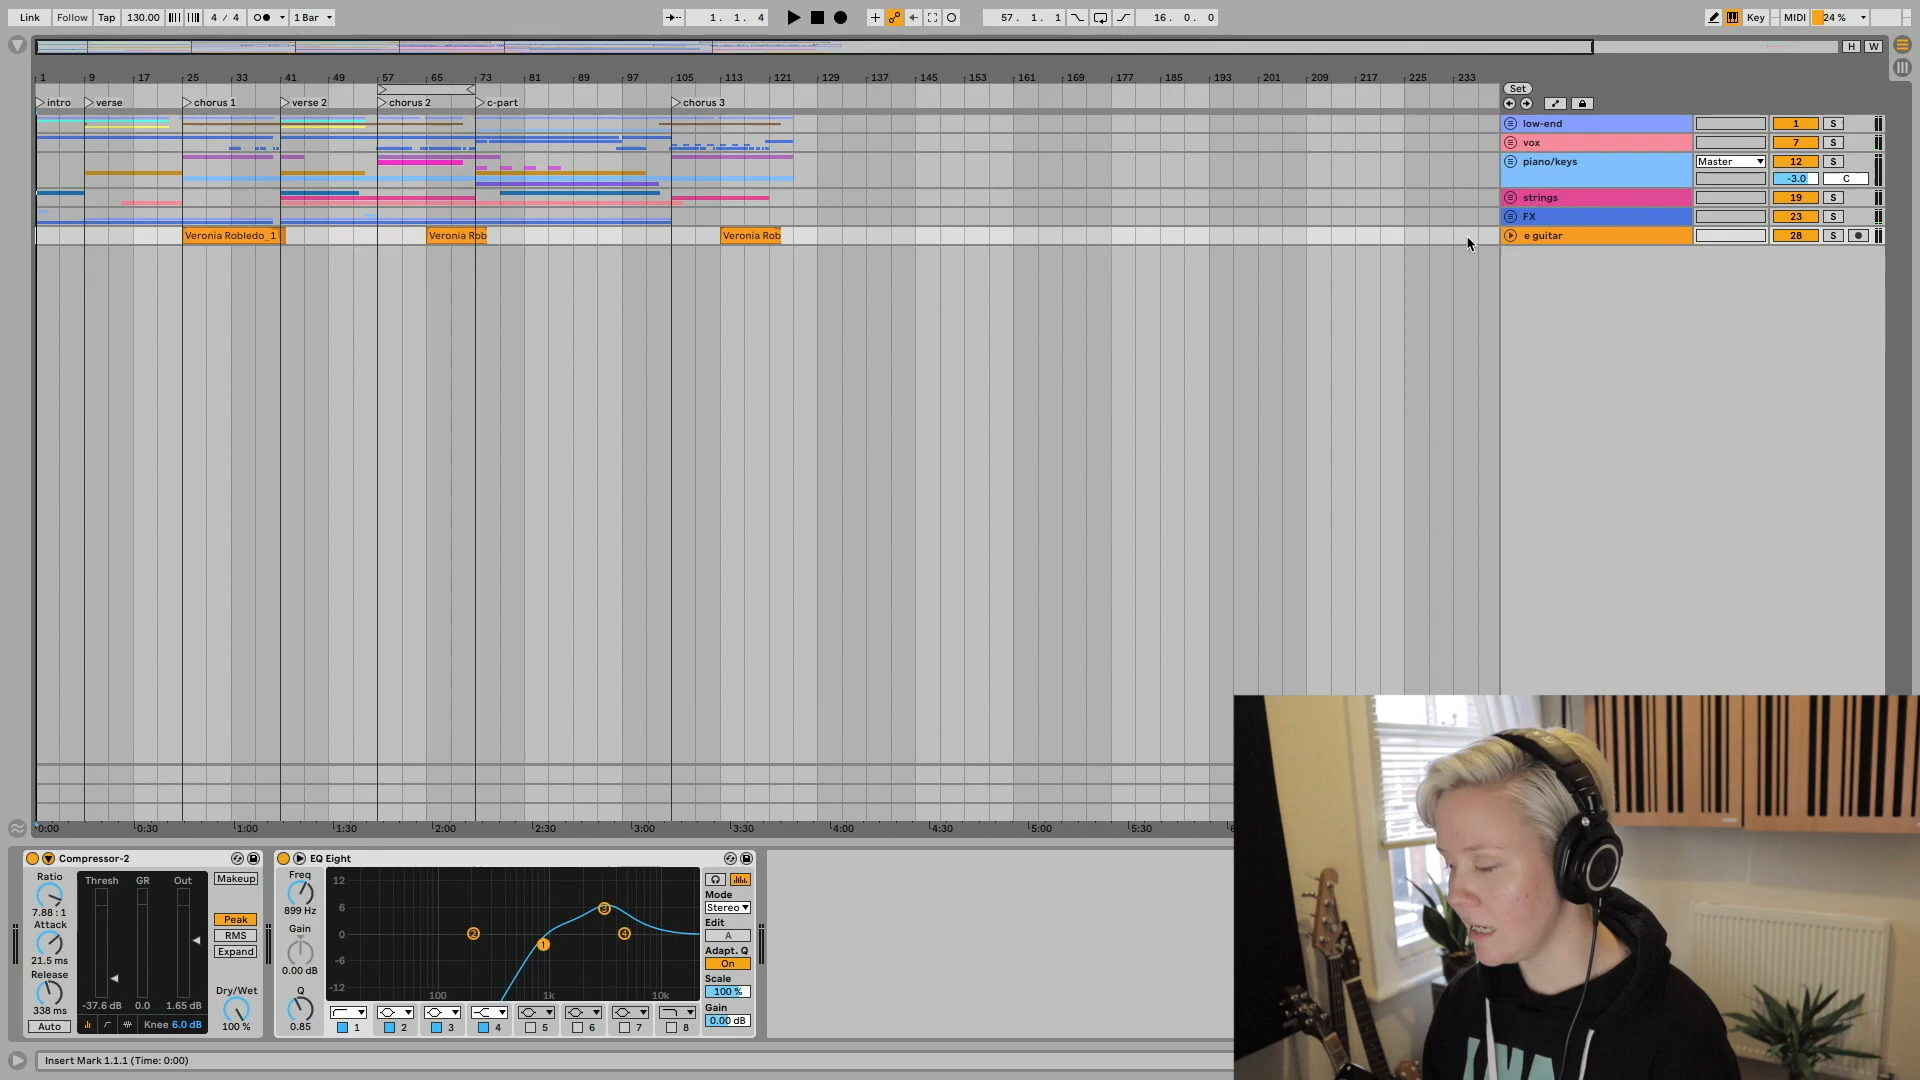 Link Follow Tap 130.00 4 / 4 1 Bar 1. 1. 4 57. 1. 1 16. 0. 0 Key MIDI 24 %
H W
1 9 17 25 33 41 49 57 65 73 81 89 97 105 113 121 129 137 145 153 161 169 177 185 193 201 209 217 225 233
Set
intro verse chorus 1 verse 2 chorus 2 c-part chorus 3
low-end 1 S
vox 7 S
piano/keys Master 12 S
-3.0 C
strings 19 S
FX 23 S
Veronia Robledo_1 Veronia Rob Veronia Rob e guitar 28 S
0:00 0:30 1:00 1:30 2:00 2:30 3:00 3:30 4:00 4:30 5:00 5:30
Compressor-2
Ratio
7.88 : 1
Attack
21.5 ms
Release
338 ms
Auto
Thresh GR Out
-37.6 dB 0.0 1.65 dB
Knee 6.0 dB
Makeup
Peak
RMS
Expand
Dry/Wet
100 %
EQ Eight
Freq
899 Hz
Gain
0.00 dB
Q
0.85
12
6
0
-6
-12
100 1k 10k
1 2 3 4
1 2 3 4 5 6 7 8
Mode
Stereo
Edit
A
Adapt. Q
On
Scale
100 %
Gain
0.00 dB
Insert Mark 1.1.1 (Time: 0:00)